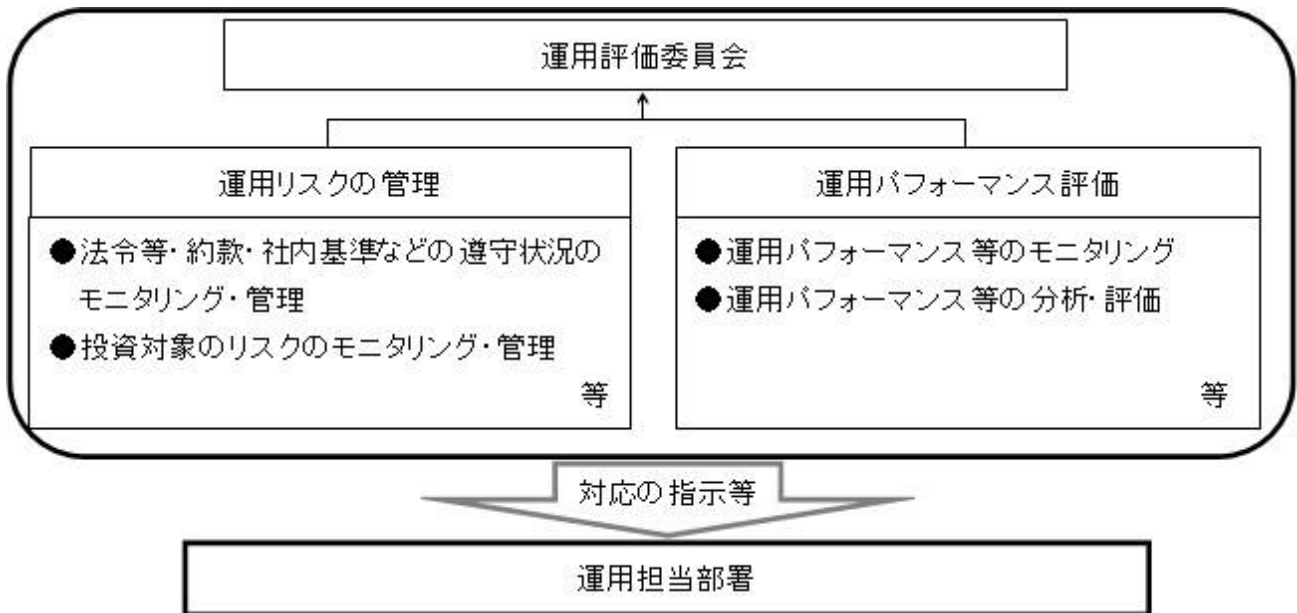 運用評価委員会
運用リスクの管理
●法令等・約款・社内基準などの遵守状況の
モニタリング・管理
●投資対象のリスクのモニタリング・管理
等
運用パフォーマンス評価
●運用パフォーマンス等のモニタリング
●運用パフォーマンス等の分析・評価
等
対応の指示等
運用担当部署